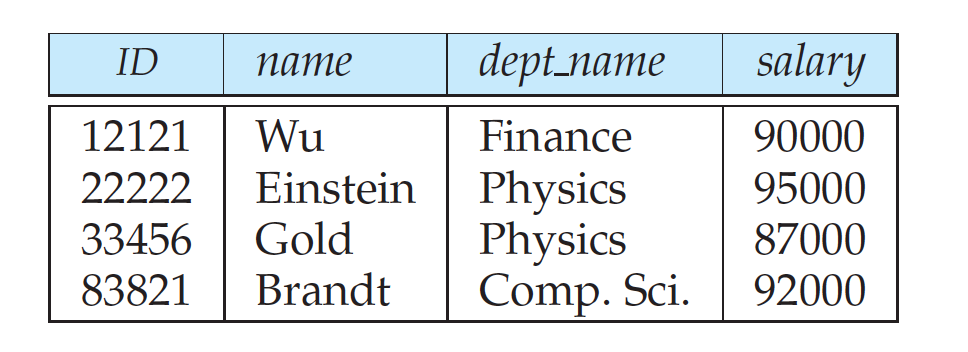 ID name dept_name salary
12121 Wu Finance 90000
22222 Einstein Physics 95000
33456 Gold Physics 87000
83821 Brandt Comp. Sci. 92000